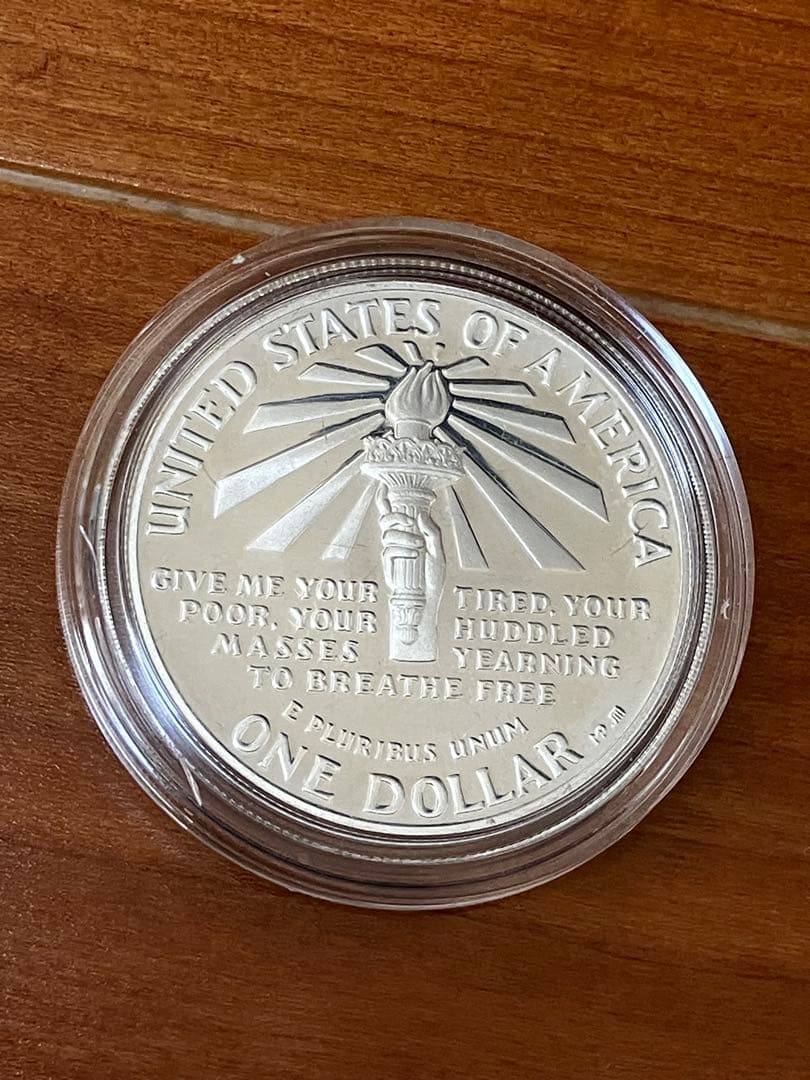 UNITED STATES OF AMERICA
GIVE ME YOUR TIRED, YOUR
POOR, YOUR HUDDLED
MASSES YEARNING
TO BREATHE FREE
E PLURIBUS UNUM
ONE DOLLAR